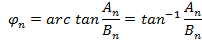 φₙ = arc tan Aₙ/Bₙ = tan⁻¹ Aₙ/Bₙ